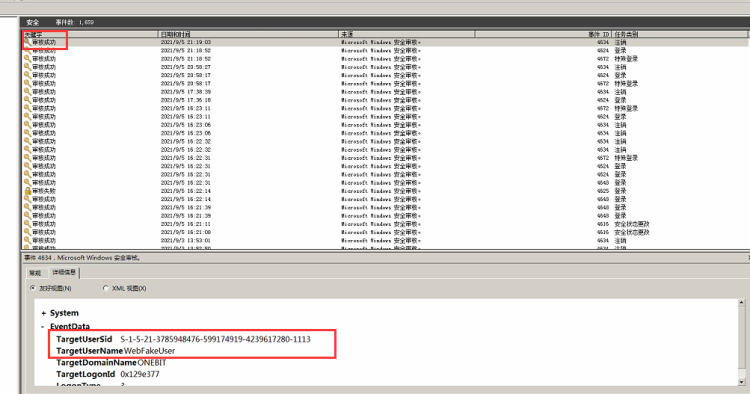 安全 事件数: 1,659
关键字 日期和时间 来源 事件 ID 任务类别
审核成功 2021/9/5 21:19:03 Microsoft Windows 安全审核。 4634 注销
审核成功 2021/9/5 21:18:52 Microsoft Windows 安全审核。 4624 登录
审核成功 2021/9/5 21:18:52 Microsoft Windows 安全审核。 4672 特殊登录
审核成功 2021/9/5 20:58:27 Microsoft Windows 安全审核。 4634 注销
审核成功 2021/9/5 20:58:17 Microsoft Windows 安全审核。 4624 登录
审核成功 2021/9/5 20:58:17 Microsoft Windows 安全审核。 4672 特殊登录
审核成功 2021/9/5 17:38:39 Microsoft Windows 安全审核。 4634 注销
审核成功 2021/9/5 17:36:18 Microsoft Windows 安全审核。 4624 登录
审核成功 2021/9/5 16:23:11 Microsoft Windows 安全审核。 4672 特殊登录
审核成功 2021/9/5 16:23:11 Microsoft Windows 安全审核。 4624 登录
审核成功 2021/9/5 16:23:06 Microsoft Windows 安全审核。 4634 注销
审核成功 2021/9/5 16:23:06 Microsoft Windows 安全审核。 4634 注销
审核成功 2021/9/5 16:22:32 Microsoft Windows 安全审核。 4634 注销
审核成功 2021/9/5 16:22:32 Microsoft Windows 安全审核。 4634 注销
审核成功 2021/9/5 16:22:31 Microsoft Windows 安全审核。 4672 特殊登录
审核成功 2021/9/5 16:22:31 Microsoft Windows 安全审核。 4624 登录
审核成功 2021/9/5 16:22:31 Microsoft Windows 安全审核。 4624 登录
审核成功 2021/9/5 16:22:31 Microsoft Windows 安全审核。 4648 登录
审核失败 2021/9/5 16:22:14 Microsoft Windows 安全审核。 4625 登录
审核成功 2021/9/5 16:22:14 Microsoft Windows 安全审核。 4648 登录
审核成功 2021/9/5 16:21:39 Microsoft Windows 安全审核。 4648 登录
审核成功 2021/9/5 16:21:39 Microsoft Windows 安全审核。 4648 登录
审核成功 2021/9/5 16:21:11 Microsoft Windows 安全审核。 4616 安全状态更改
审核成功 2021/9/5 16:21:08 Microsoft Windows 安全审核。 4616 安全状态更改
审核成功 2021/9/3 13:53:01 Microsoft Windows 安全审核。 4634 注销
事件 4634，Microsoft Windows 安全审核。
常规 详细信息
友好视图(N) XML 视图(X)
+ System
- EventData
TargetUserSid S-1-5-21-3785948476-599174919-4239617280-1113
TargetUserName WebFakeUser
TargetDomainName ONEBIT
TargetLogonId 0x129e377
LogonType 3